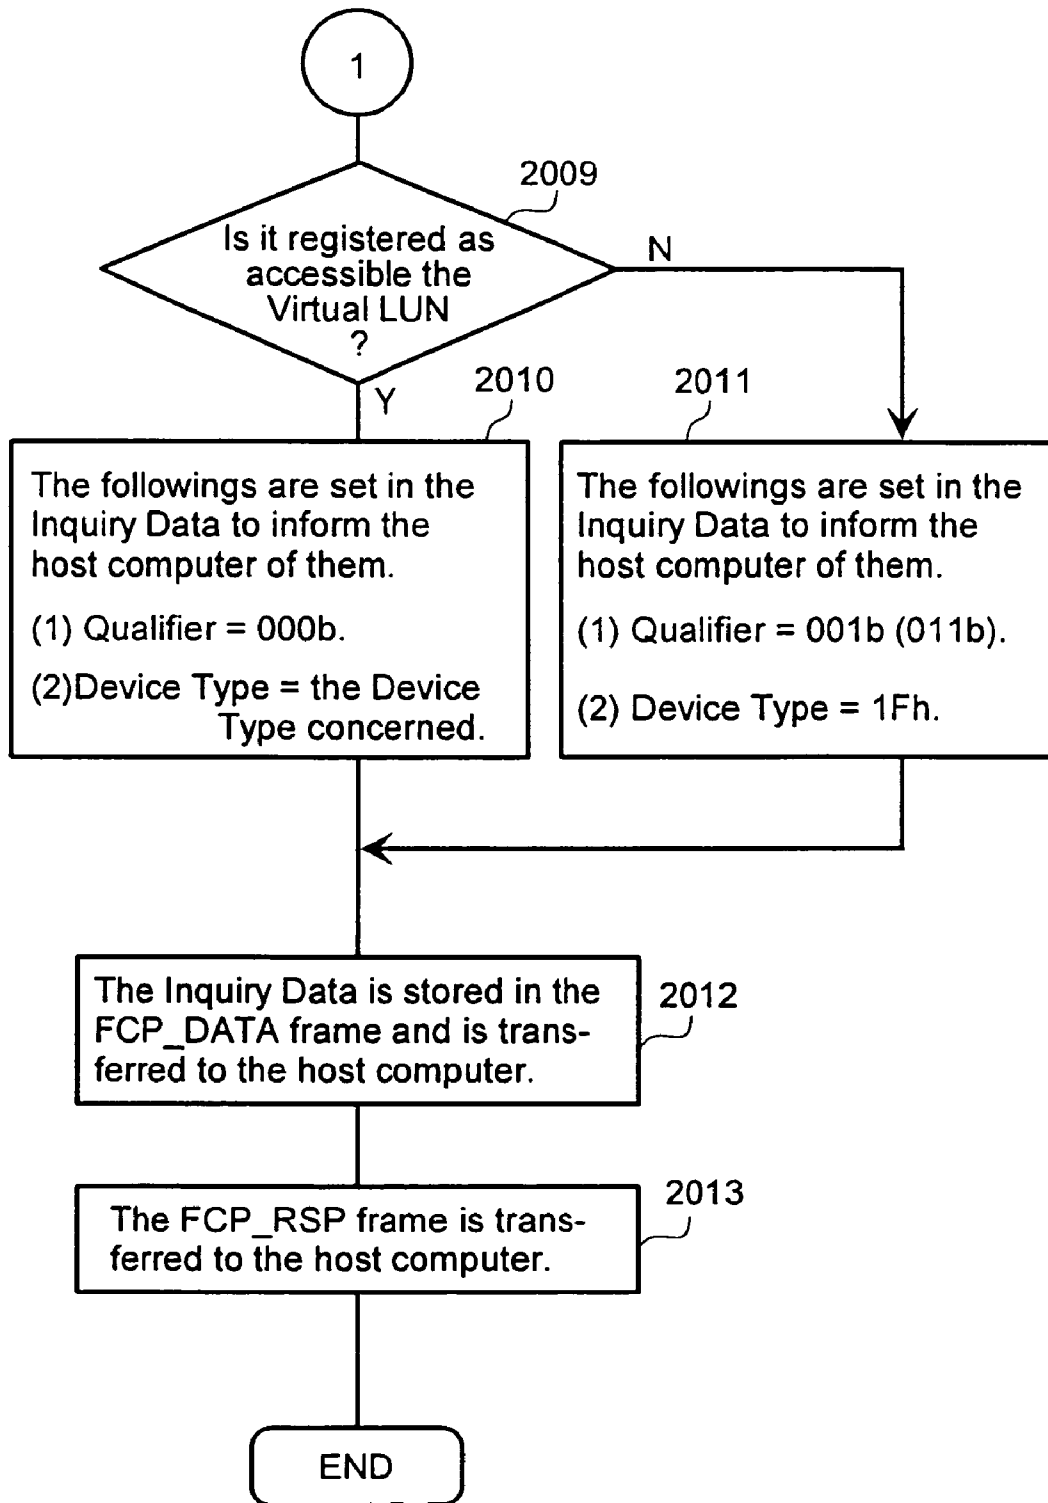 1
2009
Is it registered as
accessible the
Virtual LUN
?
N
Y
2010
The followings are set in the
Inquiry Data to inform the
host computer of them.
(1) Qualifier = 000b.
(2)Device Type = the Device
Type concerned.
2011
The followings are set in the
Inquiry Data to inform the
host computer of them.
(1) Qualifier = 001b (011b).
(2) Device Type = 1Fh.
The Inquiry Data is stored in the
FCP_DATA frame and is trans-
ferred to the host computer.
2012
The FCP_RSP frame is trans-
ferred to the host computer.
2013
END